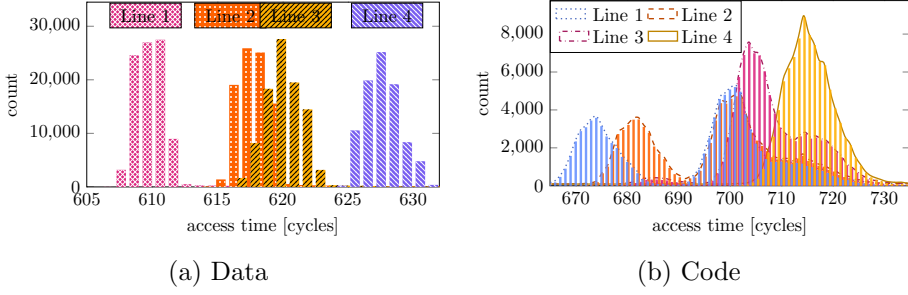 Line 1 Line 2 Line 3 Line 4
30,000
20,000
10,000
0
count
605 610 615 620 625 630
access time [cycles]
(a) Data
Line 1 Line 2
Line 3 Line 4
8,000
6,000
4,000
2,000
0
count
670 680 690 700 710 720 730
access time [cycles]
(b) Code